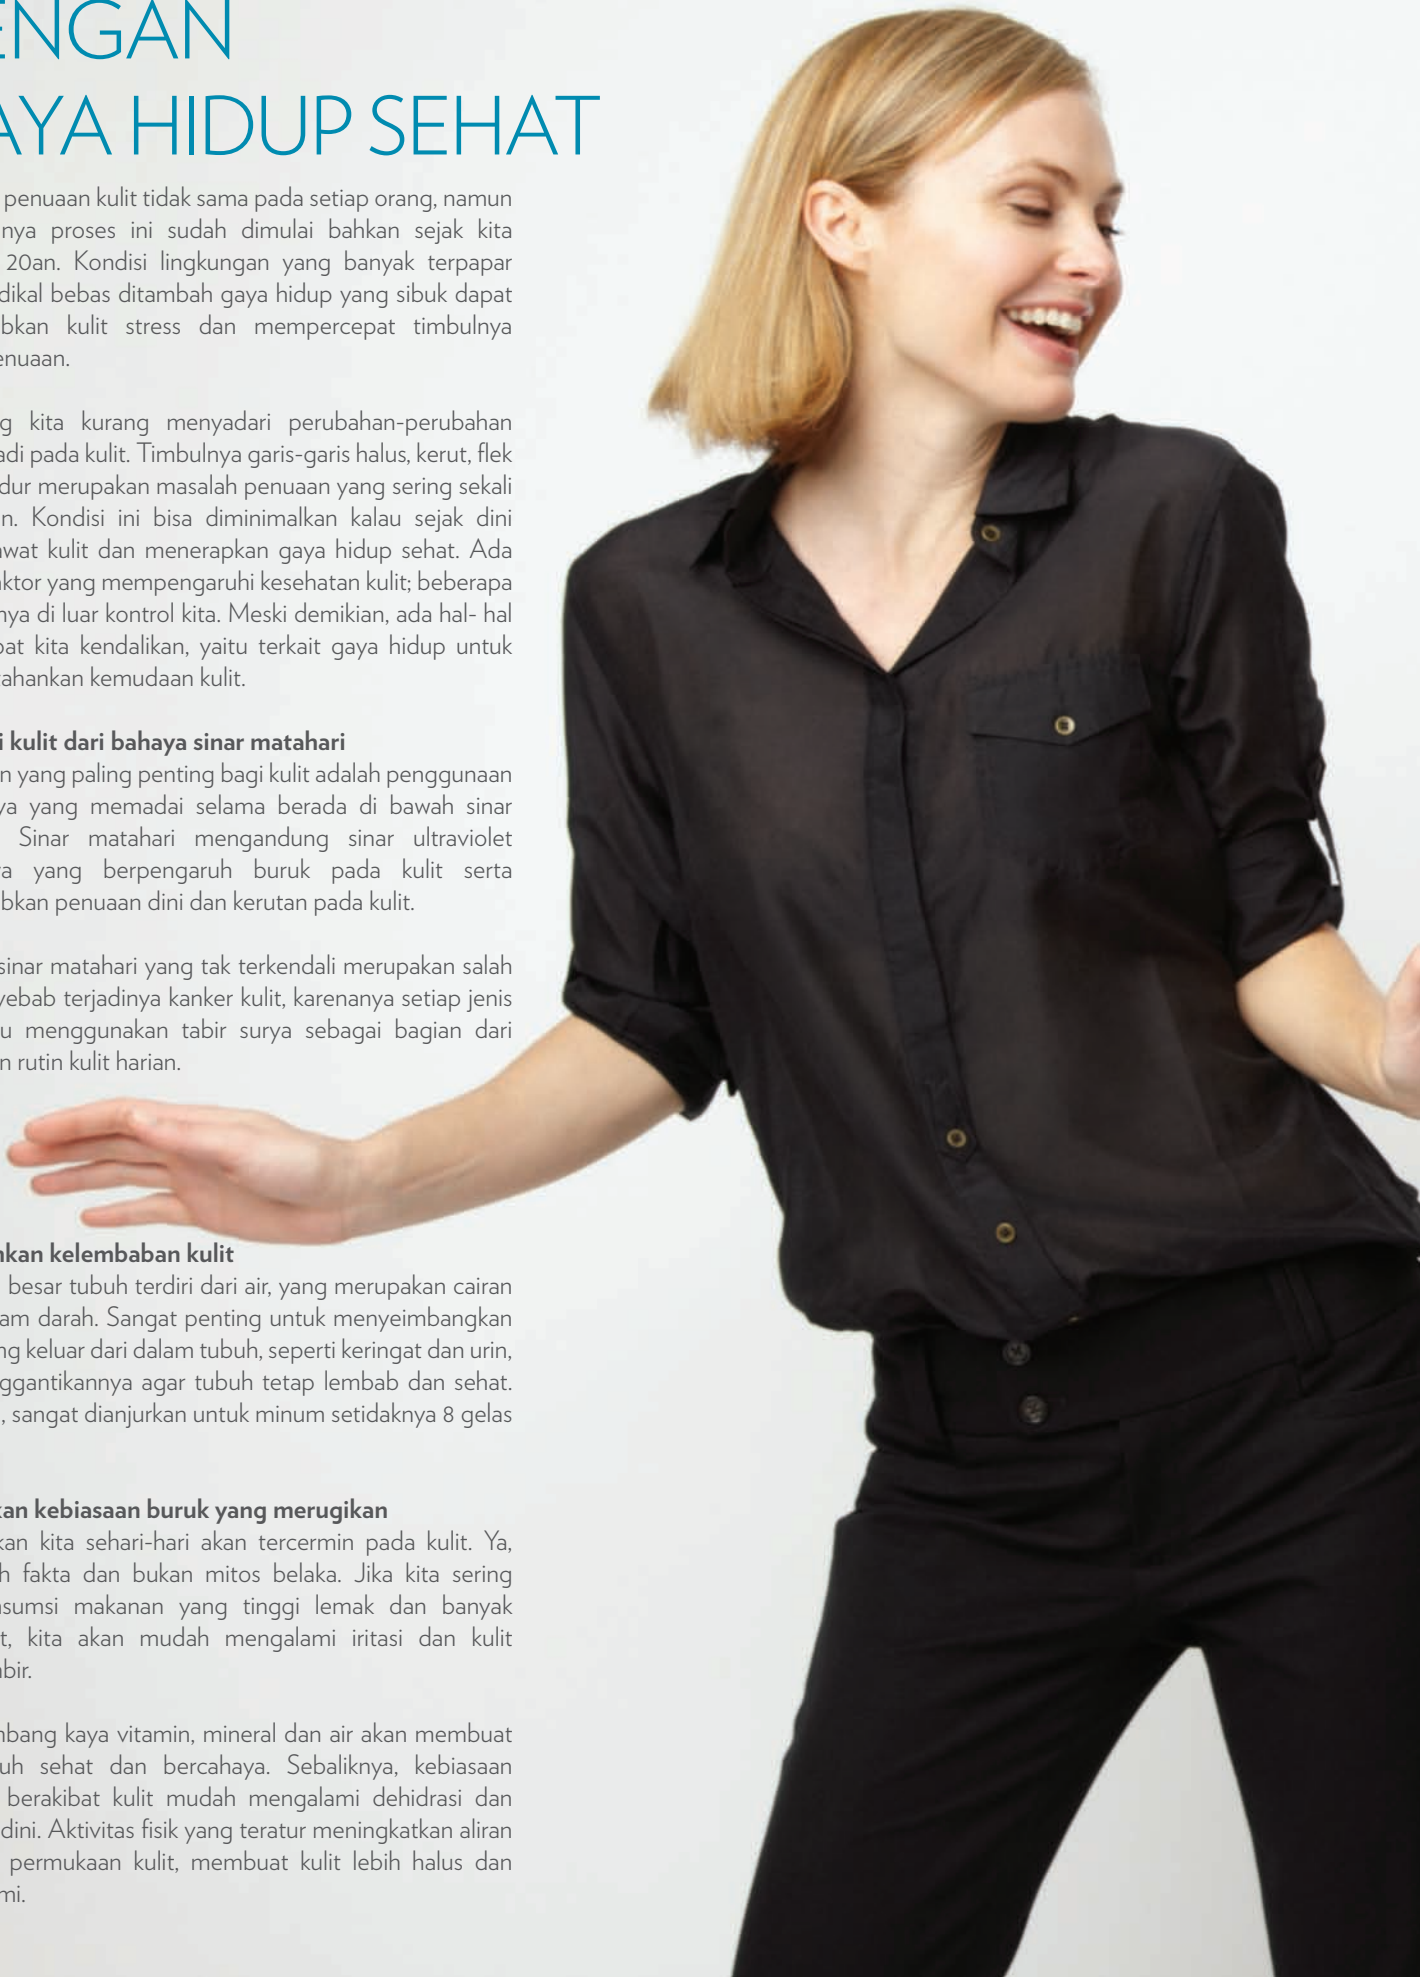 ENGAN
AYA HIDUP SEHAT
penuaan kulit tidak sama pada setiap orang, namun
nya proses ini sudah dimulai bahkan sejak kita
20an. Kondisi lingkungan yang banyak terpapar
dikal bebas ditambah gaya hidup yang sibuk dapat
bkan kulit stress dan mempercepat timbulnya
enuaan.
g kita kurang menyadari perubahan-perubahan
adi pada kulit. Timbulnya garis-garis halus, kerut, flek
dur merupakan masalah penuaan yang sering sekali
n. Kondisi ini bisa diminimalkan kalau sejak dini
awat kulit dan menerapkan gaya hidup sehat. Ada
aktor yang mempengaruhi kesehatan kulit; beberapa
nya di luar kontrol kita. Meski demikian, ada hal- hal
pat kita kendalikan, yaitu terkait gaya hidup untuk
tahankan kemudaan kulit.
i kulit dari bahaya sinar matahari
n yang paling penting bagi kulit adalah penggunaan
ya yang memadai selama berada di bawah sinar
Sinar matahari mengandung sinar ultraviolet
a yang berpengaruh buruk pada kulit serta
bkan penuaan dini dan kerutan pada kulit.
sinar matahari yang tak terkendali merupakan salah
yebab terjadinya kanker kulit, karenanya setiap jenis
u menggunakan tabir surya sebagai bagian dari
n rutin kulit harian.
hkan kelembaban kulit
besar tubuh terdiri dari air, yang merupakan cairan
am darah. Sangat penting untuk menyeimbangkan
ng keluar dari dalam tubuh, seperti keringat dan urin,
ggantikannya agar tubuh tetap lembab dan sehat.
, sangat dianjurkan untuk minum setidaknya 8 gelas
kan kebiasaan buruk yang merugikan
kan kita sehari-hari akan tercermin pada kulit. Ya,
h fakta dan bukan mitos belaka. Jika kita sering
nsumsi makanan yang tinggi lemak dan banyak
t, kita akan mudah mengalami iritasi dan kulit
bir.
mbang kaya vitamin, mineral dan air akan membuat
uh sehat dan bercahaya. Sebaliknya, kebiasaan
berakibat kulit mudah mengalami dehidrasi dan
dini. Aktivitas fisik yang teratur meningkatkan aliran
permukaan kulit, membuat kulit lebih halus dan
mi.